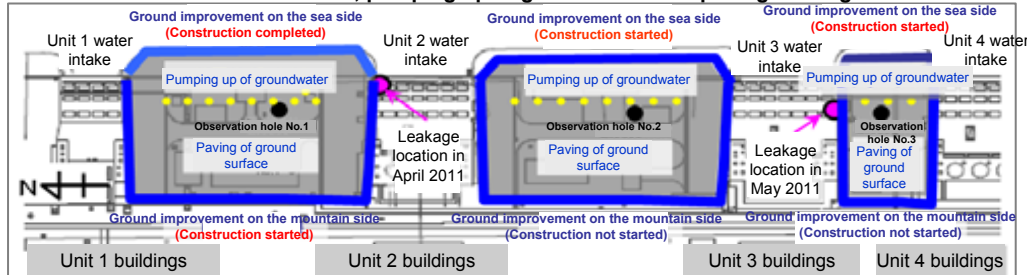 Ground improvement on the sea side
(Construction completed)
Ground improvement on the sea side
(Construction started)
Ground improvement on the sea side
(Construction started)
Unit 1 water
intake
Unit 2 water
intake
Unit 3 water
intake
Unit 4 water
intake
Pumping up of groundwater
Pumping up of groundwater
Pumping up of groundwater
Observation hole No.1
Observation hole No.2
Observation
hole No.3
Paving of ground
surface
Leakage
location in
April 2011
Paving of ground
surface
Leakage
location in
May 2011
Paving of
ground
surface
N
Ground improvement on the mountain side
(Construction started)
Ground improvement on the mountain side
(Construction not started)
Ground improvement on the mountain side
(Construction not started)
Unit 1 buildings
Unit 2 buildings
Unit 3 buildings
Unit 4 buildings